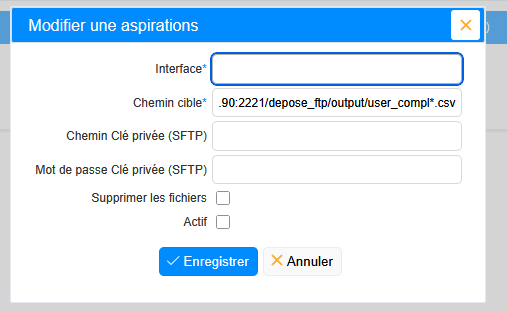 Modifier une aspirations
Interface*
Chemin cible* .90:2221/depose_ftp/output/user_compl*.csv
Chemin Clé privée (SFTP)
Mot de passe Clé privée (SFTP)
Supprimer les fichiers
Actif
Enregistrer Annuler